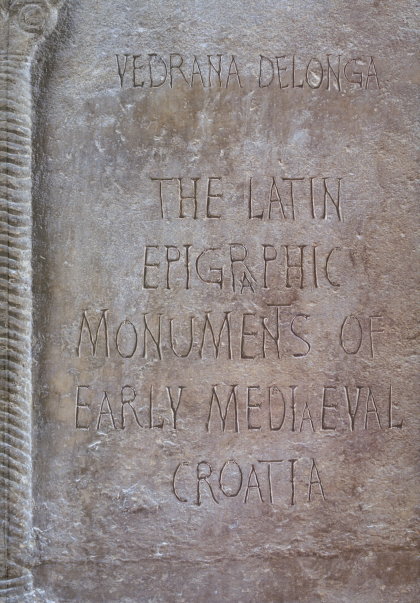 VEDRANA DELONGA
THE LATIN
EPIGRAPHIC
MONUMENTS OF
EARLY MEDIAEVAL
CROATIA